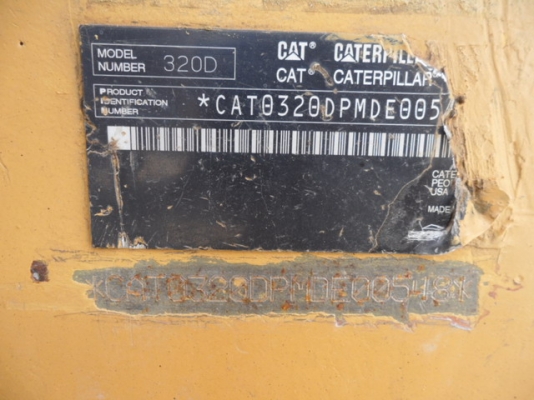 MODEL
NUMBER 320D
CAT® CATERPILLAR
CAT® CATERPILLAR
PRODUCT
IDENTIFICATION
NUMBER
*CAT0320DPMDE005
CATE
PEO
USA
MADE